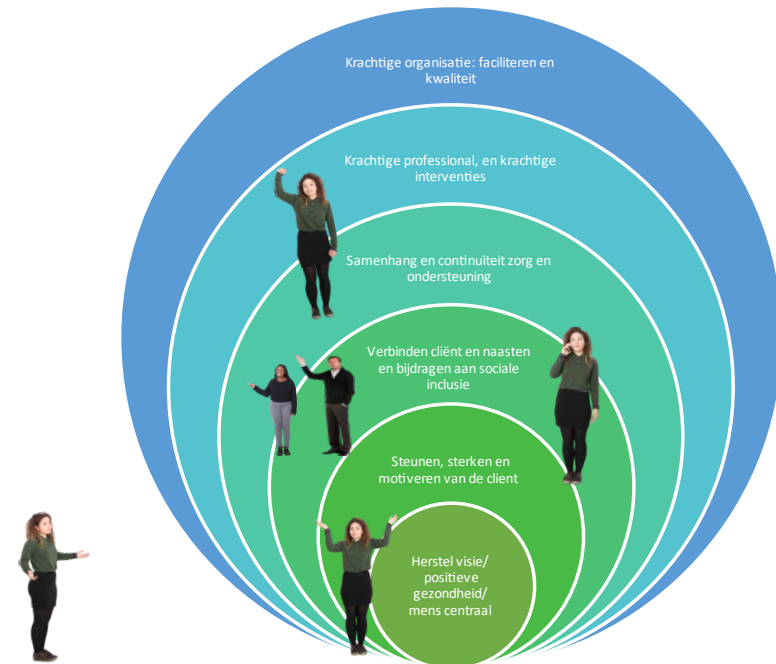 Krachtige organisatie: faciliteren en
kwaliteit
Krachtige professional, en krachtige
interventies
Samenhang en continuïteit zorg en
ondersteuning
Verbinden cliënt en naasten
en bijdragen aan sociale
inclusie
Steunen, sterken en
motiveren van de client
Herstel visie/
positieve
gezondheid/
mens centraal